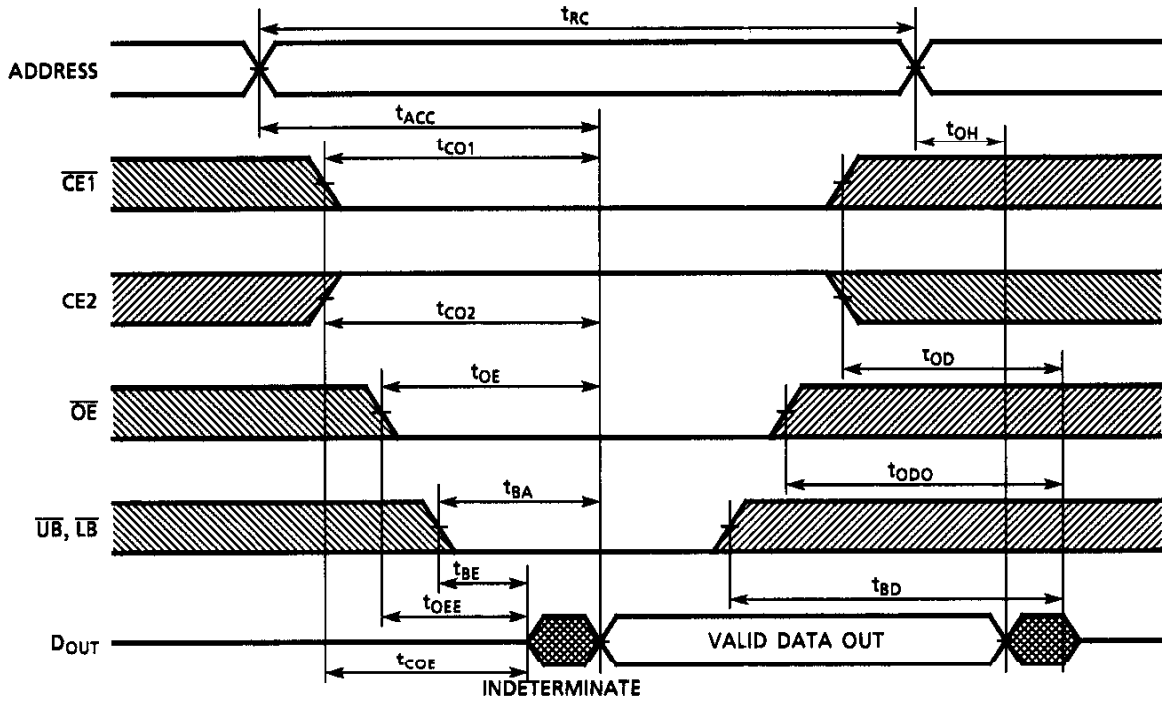 tRC
ADDRESS
tACC
tOH
tCO1
CE1
CE2
tCO2
tOD
tOE
OE
tODO
tBA
UB, LB
tBE
tBD
tOEE
DOUT
VALID DATA OUT
tCOE
INDETERMINATE